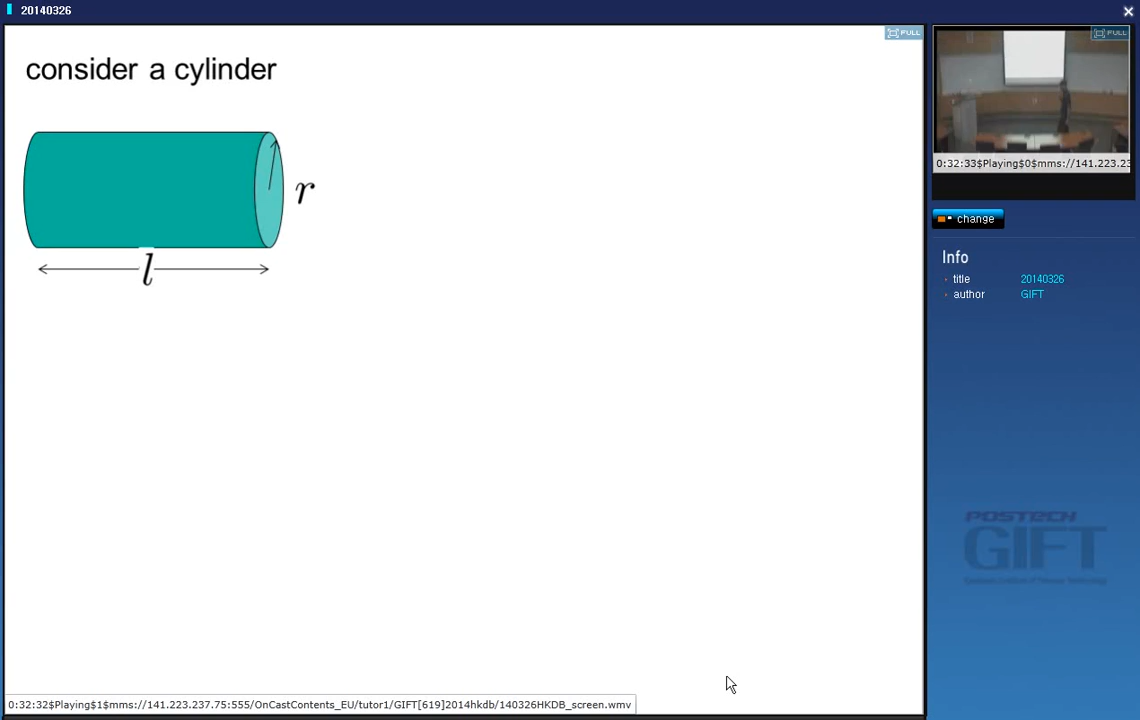 20140326
FULL
consider a cylinder
r
l
FULL
0:32:33$Playing$0$mms://141.223.23
change
Info
title 20140326
author GIFT
POSTECH
GIFT
0:32:32$Playing$1$mms://141.223.237.75:555/OnCastContents_EU/tutor1/GIFT[619]2014hkdb/140326HKDB_screen.wmv